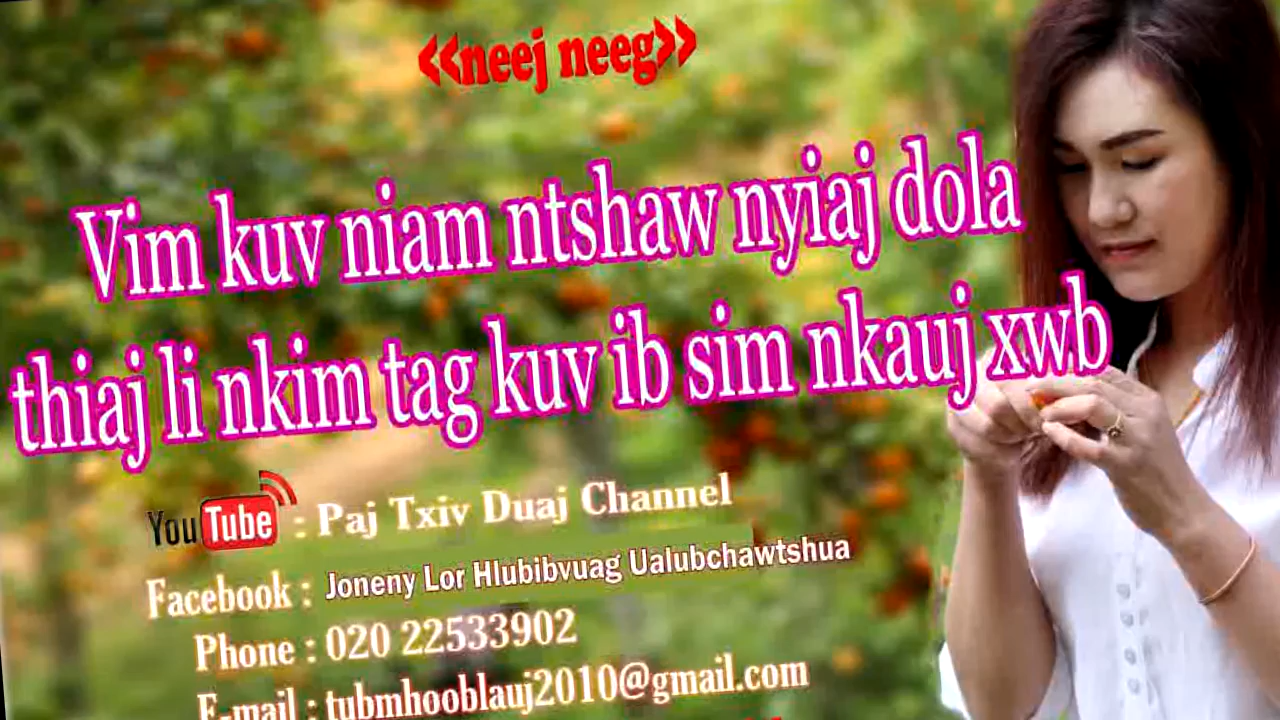 <<neej neeg>>
Vim kuv niam ntshaw nyiaj dola
thiaj li nkim tag kuv ib sim nkauj xwb
YouTube : Paj Txiv Duaj Channel
Facebook : Joneny Lor Hlubibvuag Ualubchawtshua
Phone : 020 22533902
E-mail : tubmhooblauj2010@gmail.com